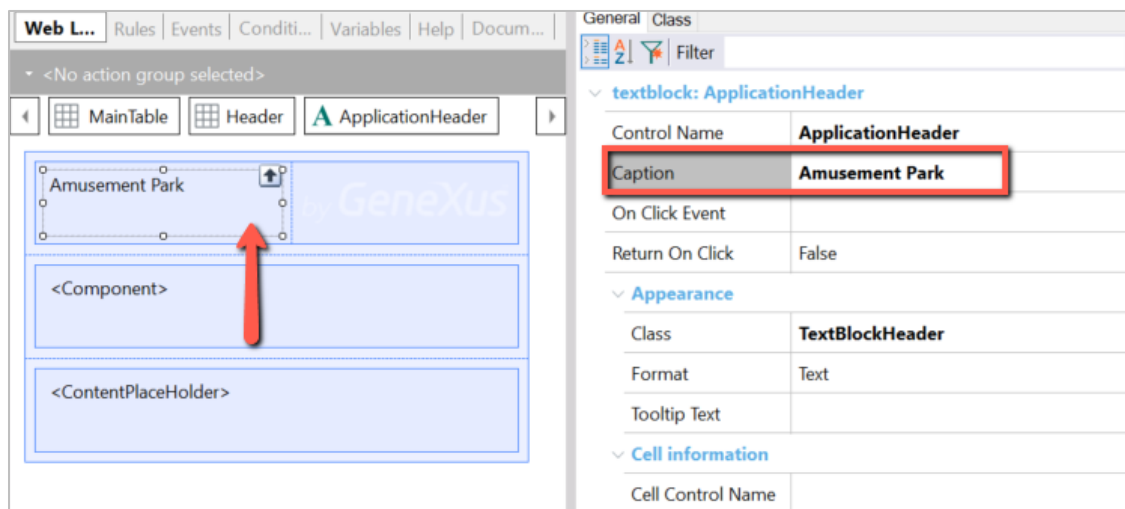 Web L... Rules Events Conditi... Variables Help Docum...
<No action group selected>
MainTable Header A ApplicationHeader
Amusement Park
by GeneXus
<Component>
<ContentPlaceHolder>
General Class
A Z Filter
textblock: ApplicationHeader
Control Name ApplicationHeader
Caption Amusement Park
On Click Event
Return On Click False
Appearance
Class TextBlockHeader
Format Text
Tooltip Text
Cell information
Cell Control Name